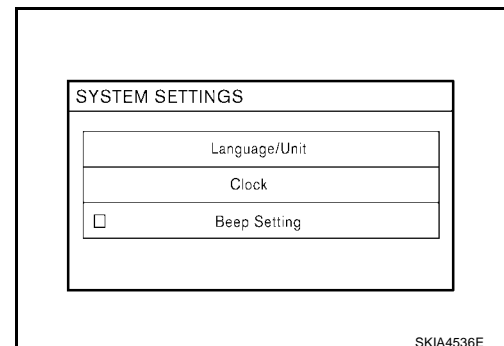 SYSTEM SETTINGS
Language/Unit
Clock
Beep Setting
SKIA4536E